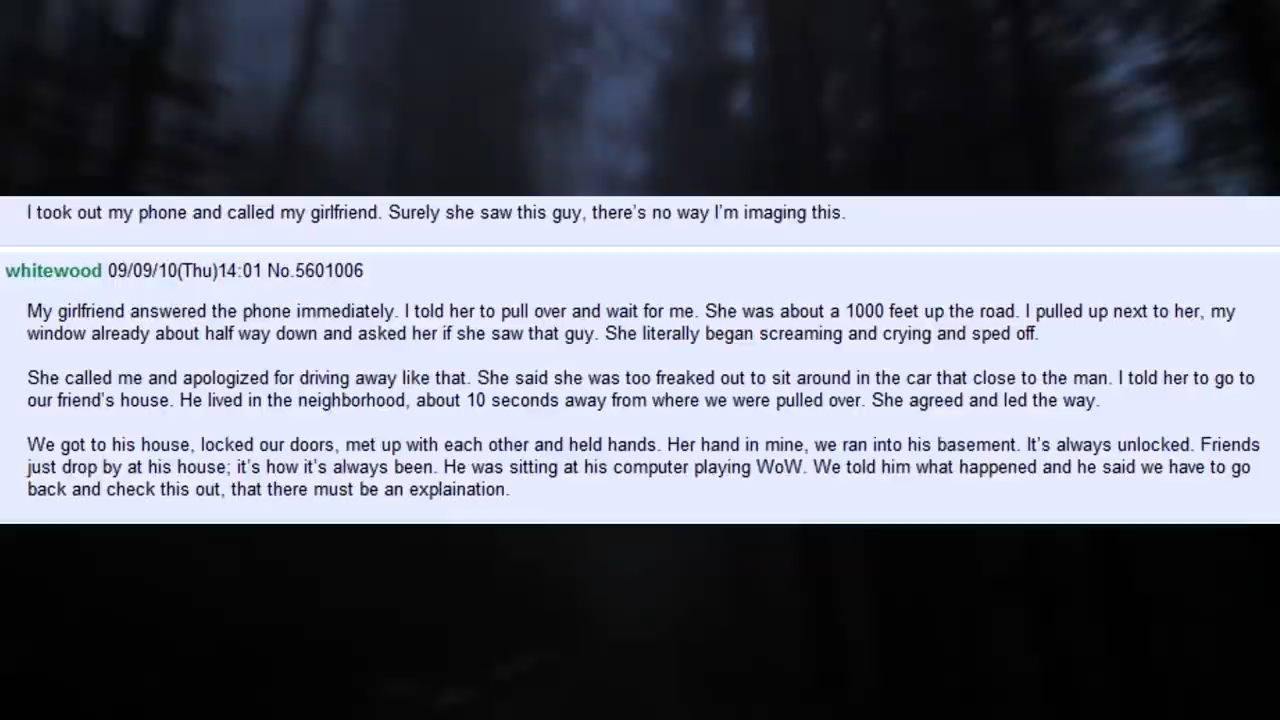 I took out my phone and called my girlfriend. Surely she saw this guy, there's no way I'm imaging this.
whitewood 09/09/10(Thu)14:01 No.5601006
My girlfriend answered the phone immediately. I told her to pull over and wait for me. She was about a 1000 feet up the road. I pulled up next to her, my
window already about half way down and asked her if she saw that guy. She literally began screaming and crying and sped off.
She called me and apologized for driving away like that. She said she was too freaked out to sit around in the car that close to the man. I told her to go to
our friend's house. He lived in the neighborhood, about 10 seconds away from where we were pulled over. She agreed and led the way.
We got to his house, locked our doors, met up with each other and held hands. Her hand in mine, we ran into his basement. It's always unlocked. Friends
just drop by at his house; it's how it's always been. He was sitting at his computer playing WoW. We told him what happened and he said we have to go
back and check this out, that there must be an explaination.